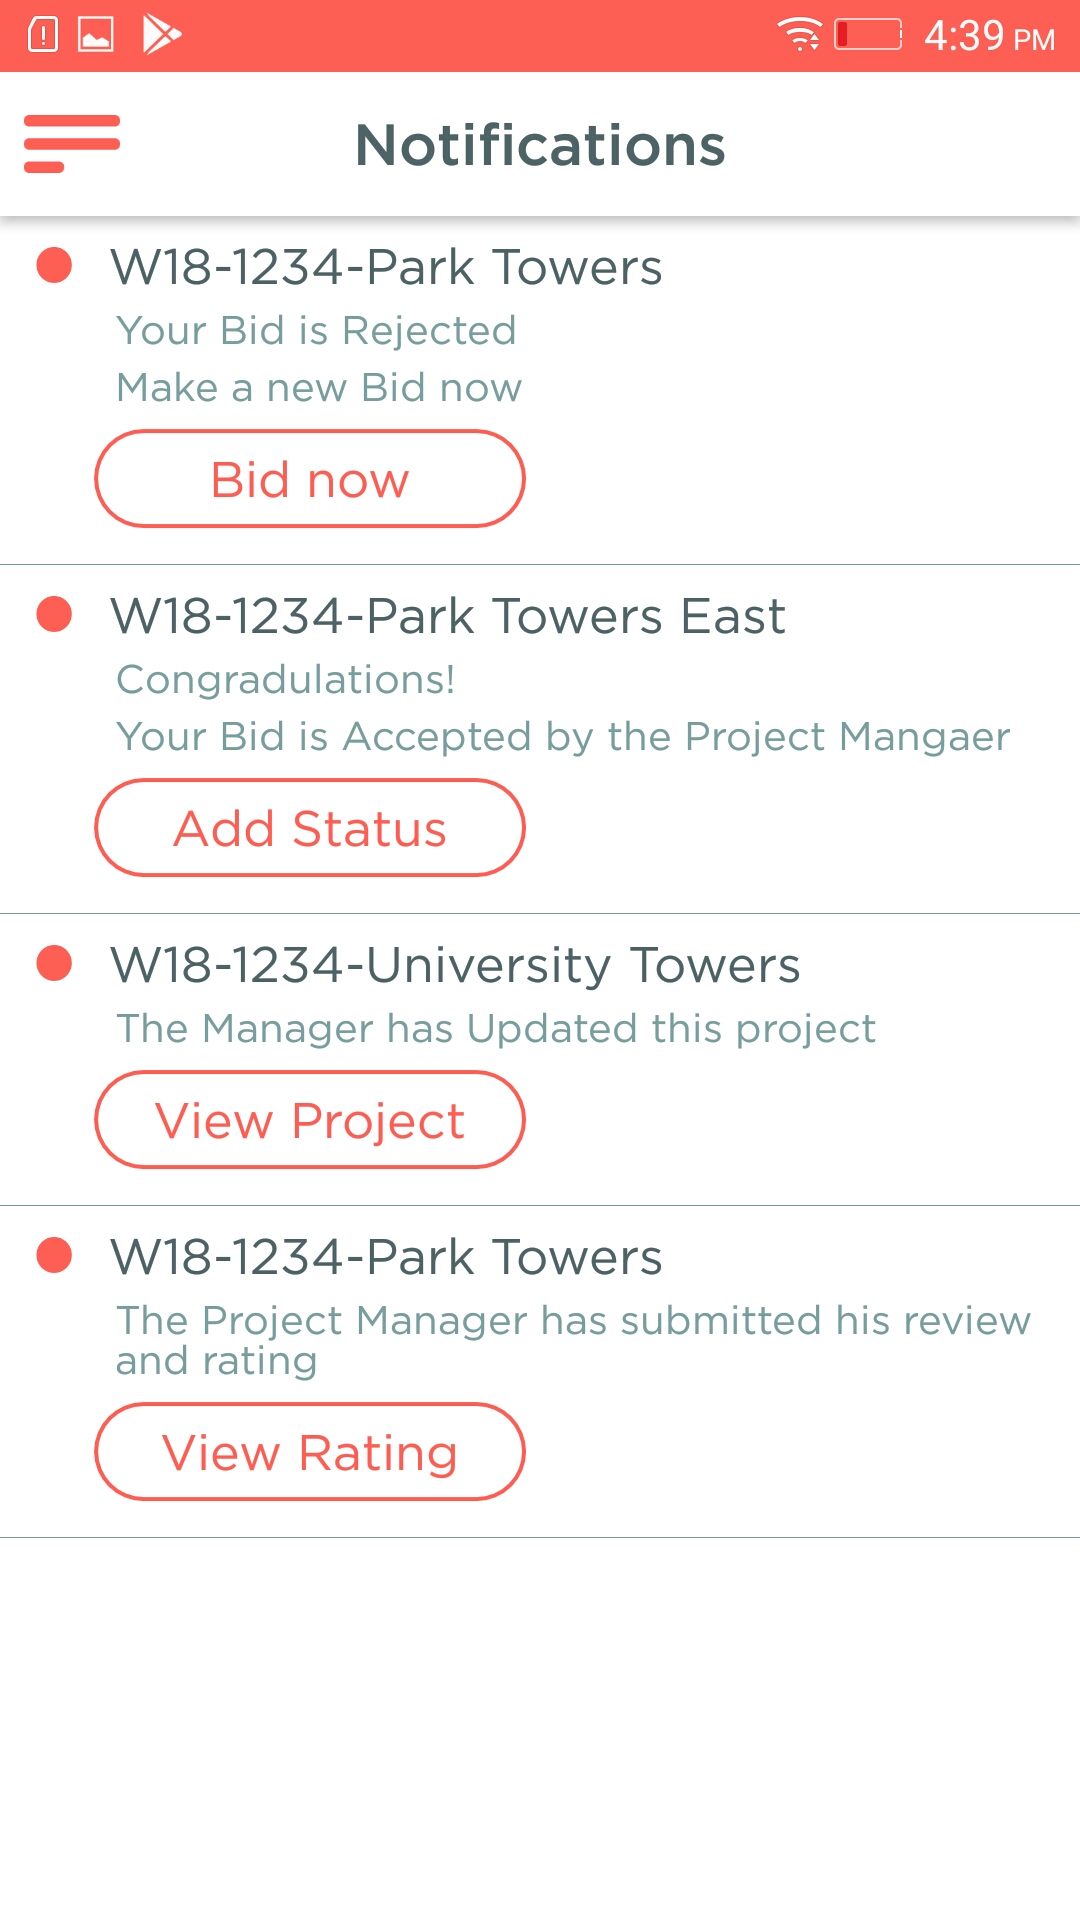 4:39 PM
Notifications
W18-1234-Park Towers
Your Bid is Rejected
Make a new Bid now
Bid now
W18-1234-Park Towers East
Congradulations!
Your Bid is Accepted by the Project Mangaer
Add Status
W18-1234-University Towers
The Manager has Updated this project
View Project
W18-1234-Park Towers
The Project Manager has submitted his review
and rating
View Rating